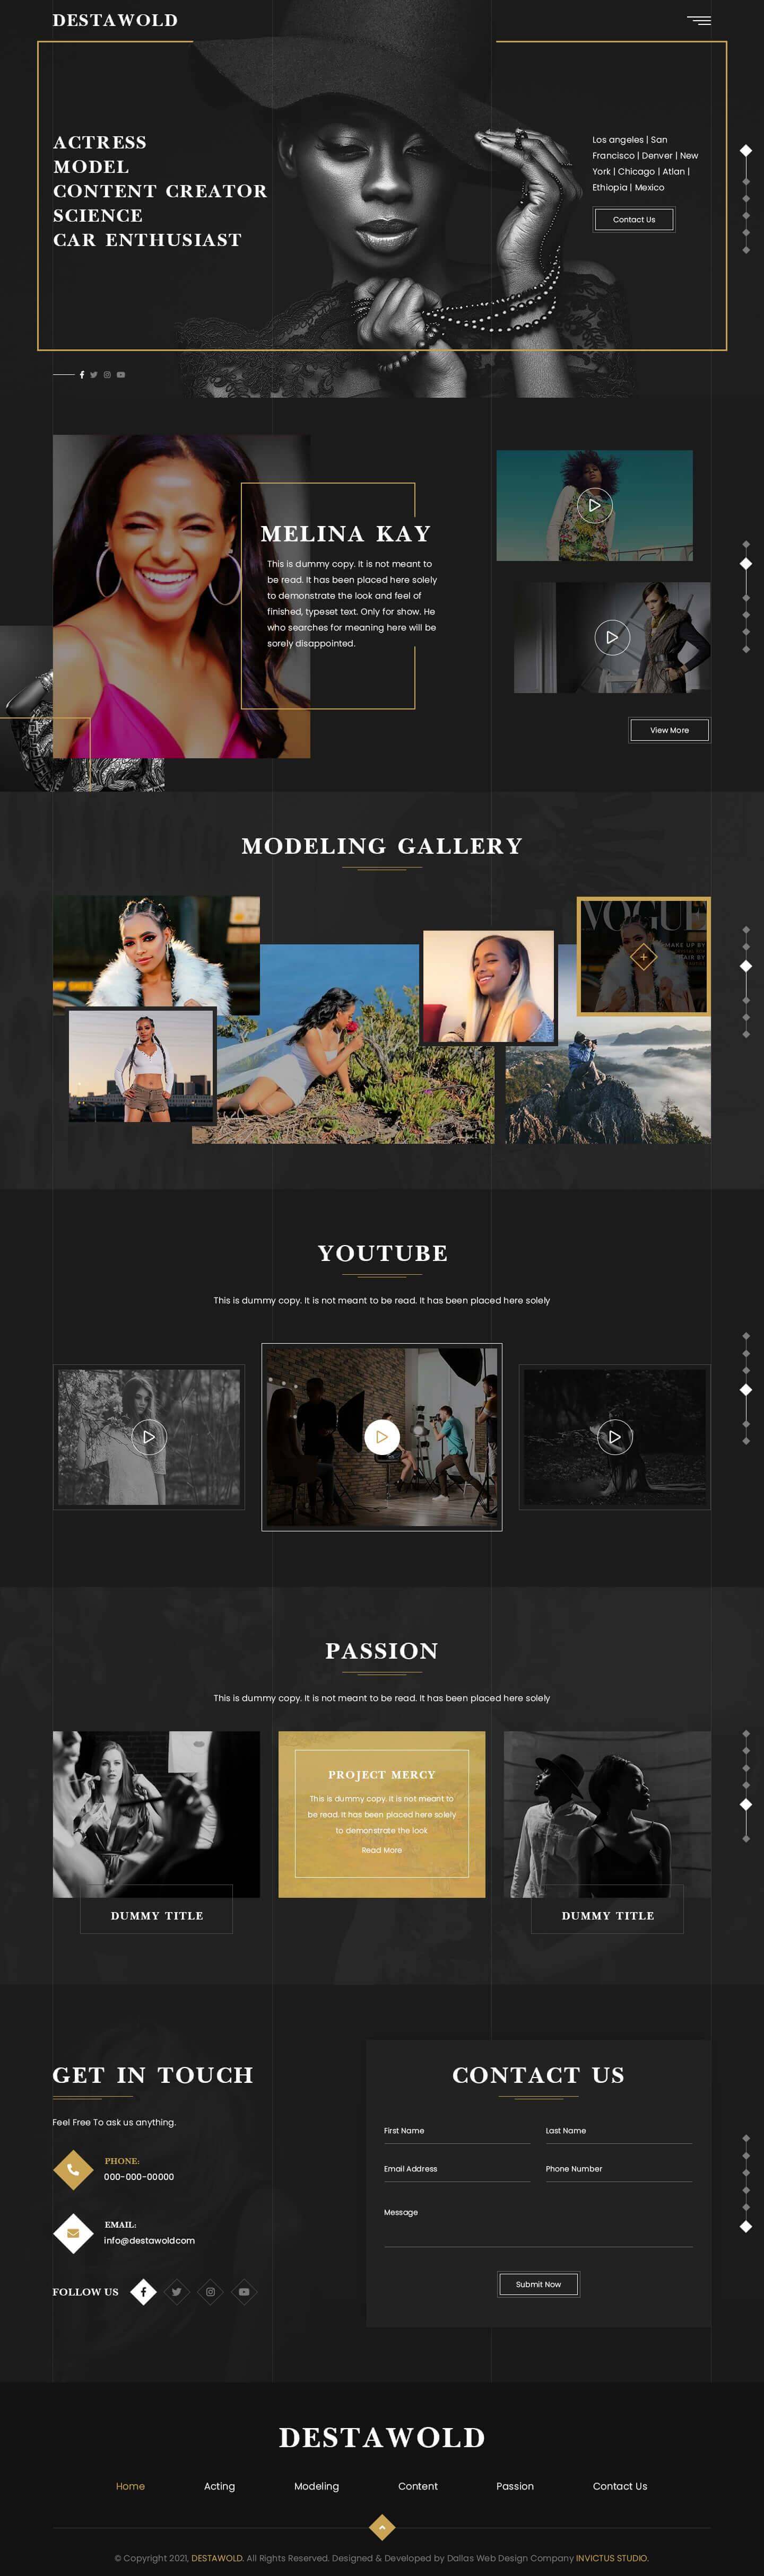 DESTAWOLD
ACTRESS
MODEL
CONTENT CREATOR
SCIENCE
CAR ENTHUSIAST
Los angeles | San
Francisco | Denver | New
York | Chicago | Atlan |
Ethiopia | Mexico
Contact Us
MELINA KAY
This is dummy copy. It is not meant to
be read. It has been placed here solely
to demonstrate the look and feel of
finished, typeset text. Only for show. He
who searches for meaning here will be
sorely disappointed.
View More
MODELING GALLERY
VOGUE
MAKE UP BY
HAIR BY
YOUTUBE
This is dummy copy. It is not meant to be read. It has been placed here solely
PASSION
This is dummy copy. It is not meant to be read. It has been placed here solely
DUMMY TITLE
PROJECT MERCY
This is dummy copy. It is not meant to
be read. It has been placed here solely
to demonstrate the look
Read More
DUMMY TITLE
GET IN TOUCH
Feel Free To ask us anything.
PHONE:
000-000-00000
EMAIL:
info@destawoldcom
FOLLOW US
CONTACT US
First Name
Last Name
Email Address
Phone Number
Message
Submit Now
DESTAWOLD
Home
Acting
Modeling
Content
Passion
Contact Us
© Copyright 2021, DESTAWOLD. All Rights Reserved. Designed & Developed by Dallas Web Design Company INVICTUS STUDIO.